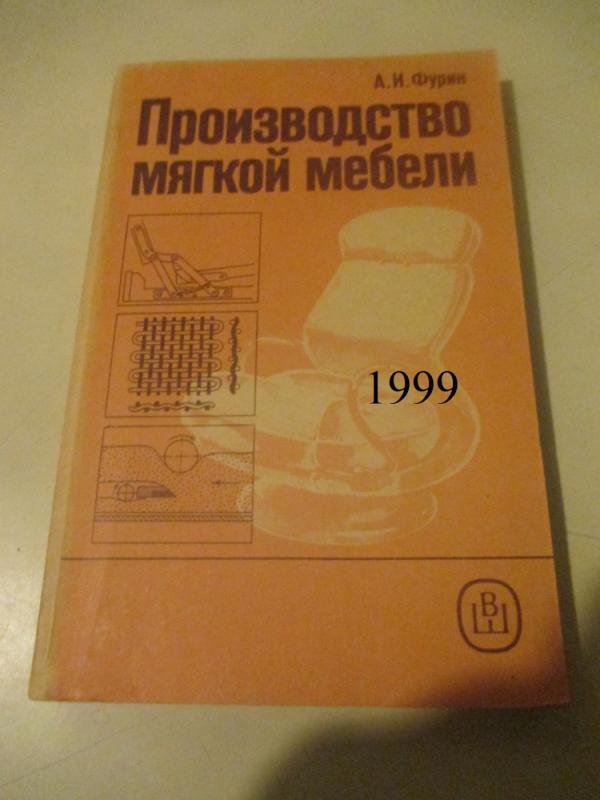 А.И.Фурин
Производство
мягкой мебели
1999
ВШ